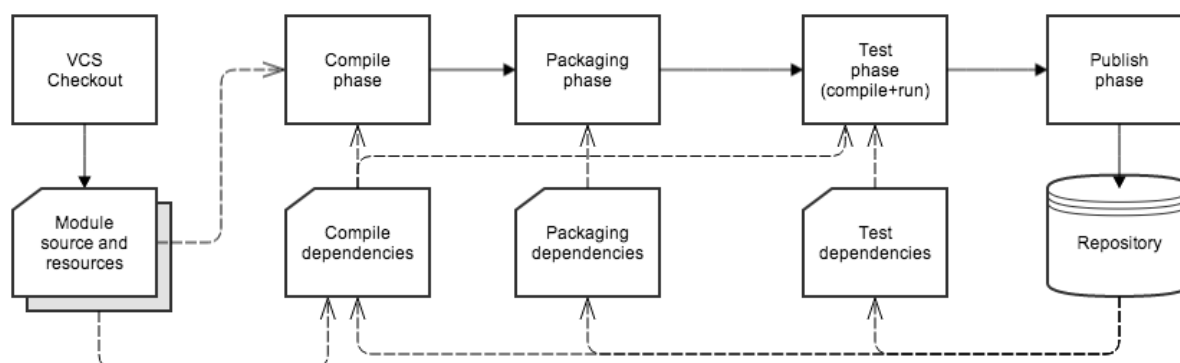 VCS
Checkout
Compile
phase
Packaging
phase
Test
phase
(compile+run)
Publish
phase
Module
source and
resources
Compile
dependencies
Packaging
dependencies
Test
dependencies
Repository